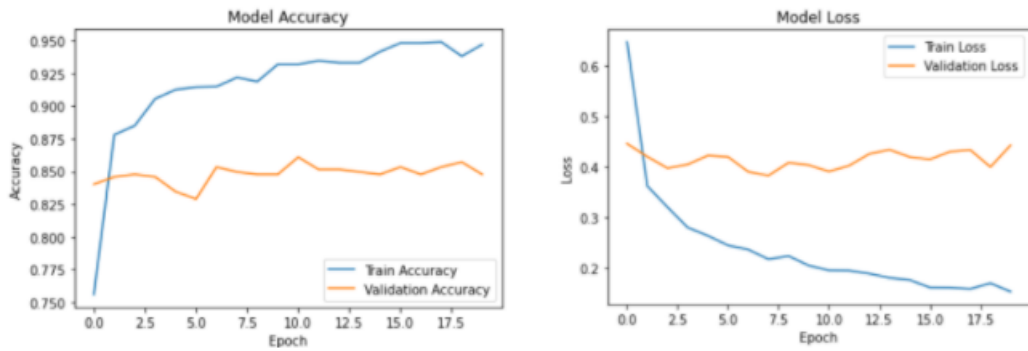 Model Accuracy
0.950
0.925
0.900
0.875
0.850
0.825
0.800
0.775
0.750
Accuracy
Train Accuracy
Validation Accuracy
0.0 2.5 5.0 7.5 10.0 12.5 15.0 17.5
Epoch
Model Loss
Train Loss
Validation Loss
0.6
0.5
0.4
0.3
0.2
Loss
0.0 2.5 5.0 7.5 10.0 12.5 15.0 17.5
Epoch